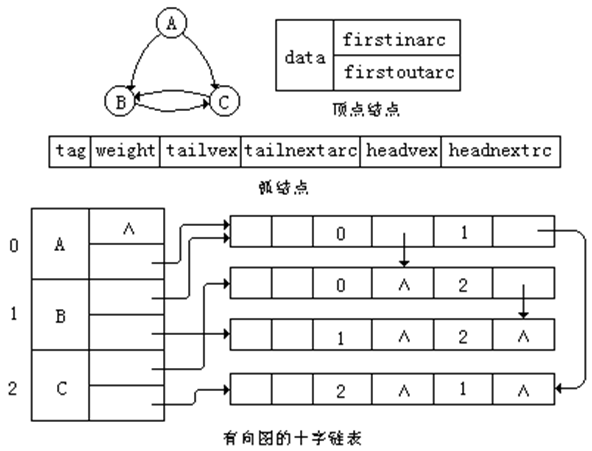 A
B C
data firstinarc
firstoutarc
顶点结点
tag weight tailvex tailnextarc headvex headnextrc
弧结点
0 A ∧ 0 1
0 ∧ 2
1 B 1 ∧ 2 ∧
2 C 2 ∧ 1 ∧
有向图的十字链表